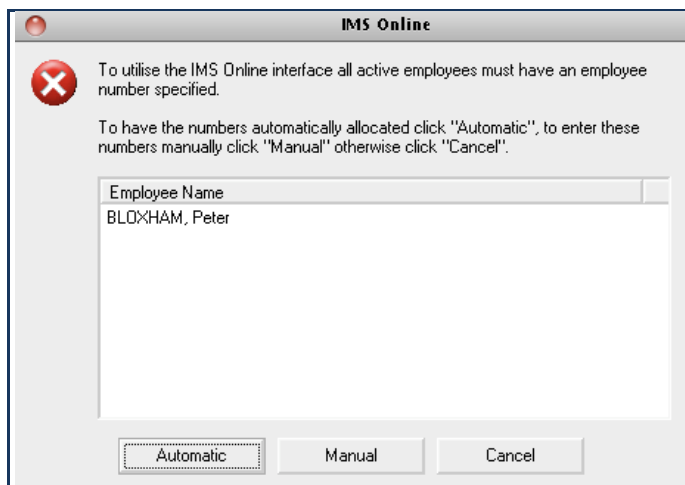 IMS Online
To utilise the IMS Online interface all active employees must have an employee
number specified.
To have the numbers automatically allocated click "Automatic", to enter these
numbers manually click "Manual" otherwise click "Cancel".
Employee Name
BLOXHAM, Peter
Automatic Manual Cancel